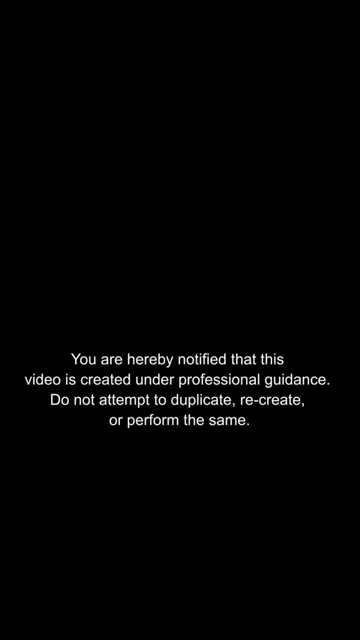 You are hereby notified that this
video is created under professional guidance.
Do not attempt to duplicate, re-create,
or perform the same.